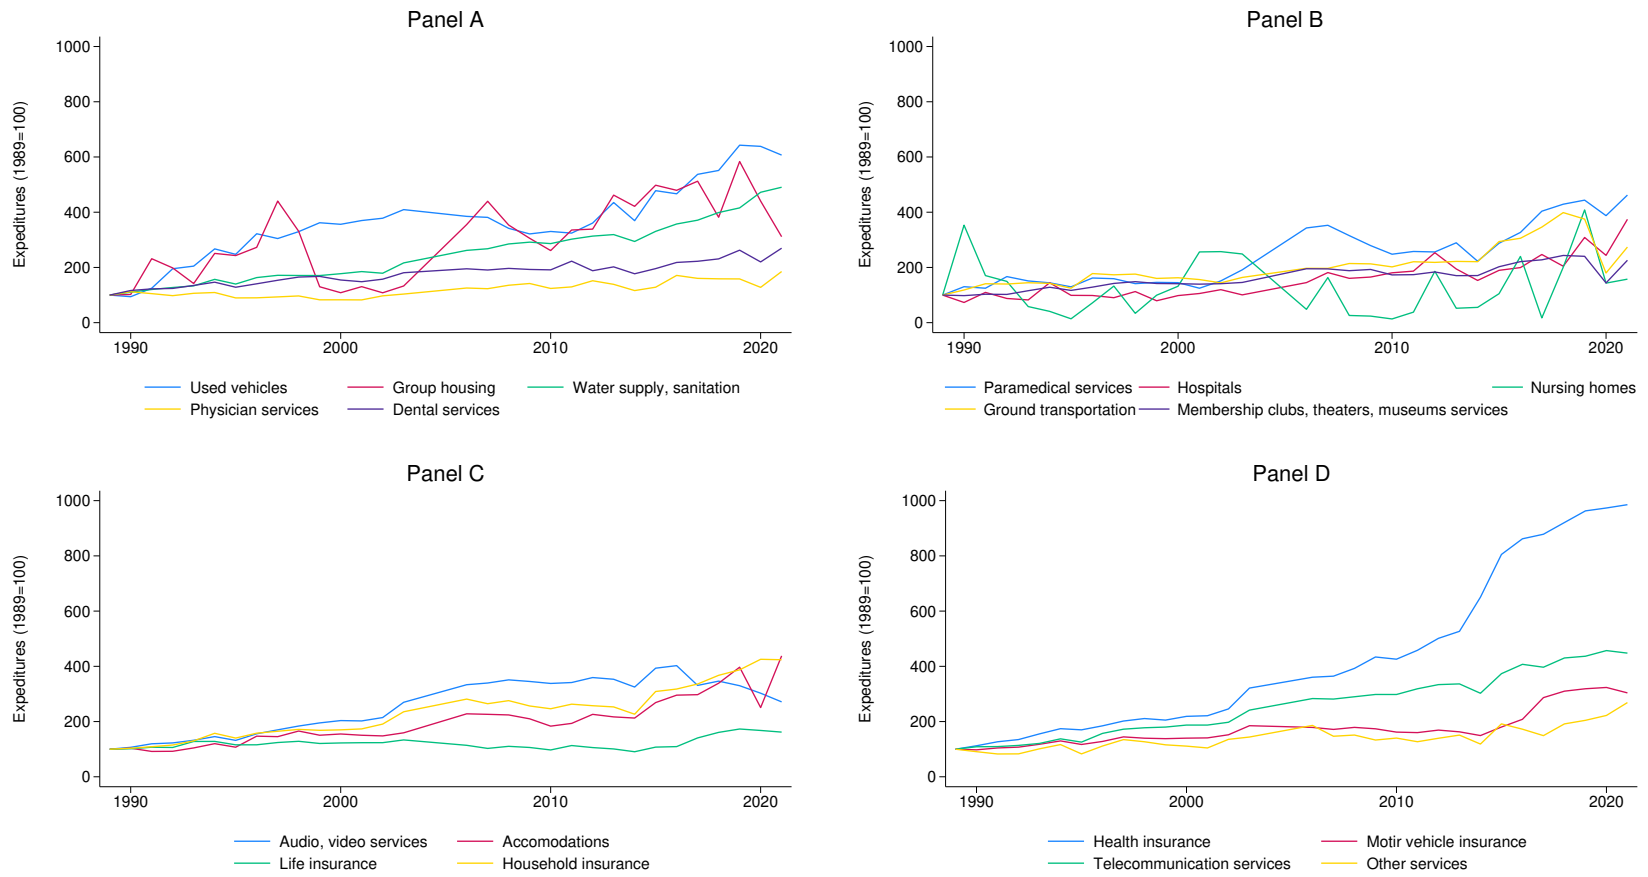 Panel A
Expeditures (1989=100)
1000
800
600
400
200
0
1990 2000 2010 2020
Used vehicles Group housing Water supply, sanitation
Physician services Dental services
Panel B
Expeditures (1989=100)
1000
800
600
400
200
0
1990 2000 2010 2020
Paramedical services Hospitals Nursing homes
Ground transportation Membership clubs, theaters, museums services
Panel C
Expeditures (1989=100)
1000
800
600
400
200
0
1990 2000 2010 2020
Audio, video services Accomodations
Life insurance Household insurance
Panel D
Expeditures (1989=100)
1000
800
600
400
200
0
1990 2000 2010 2020
Health insurance Motir vehicle insurance
Telecommunication services Other services